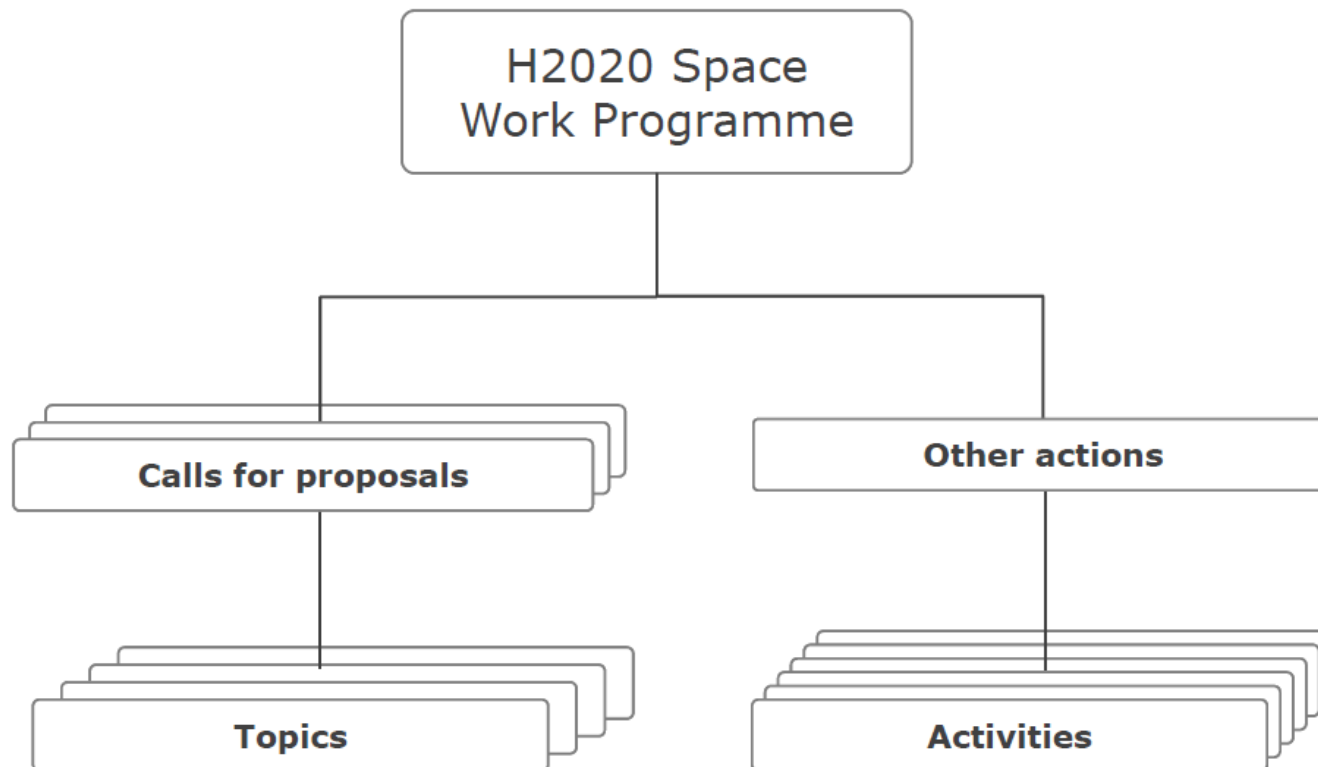 H2020 Space
Work Programme
Calls for proposals
Other actions
Topics
Activities